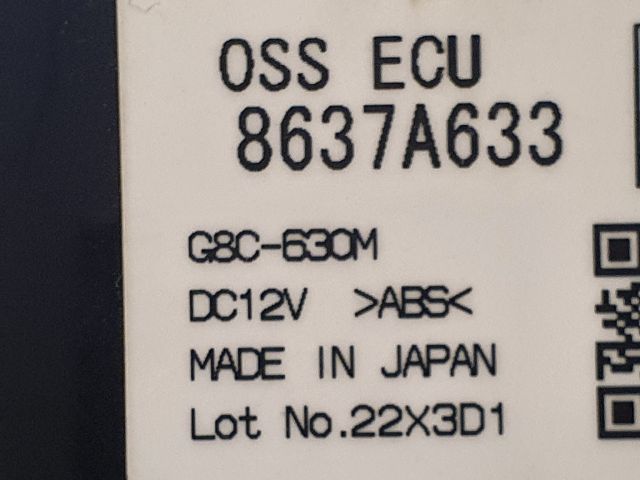 OSS ECU
8637A633
G8C-630M
DC12V >ABS<
MADE IN JAPAN
Lot No.22X3D1